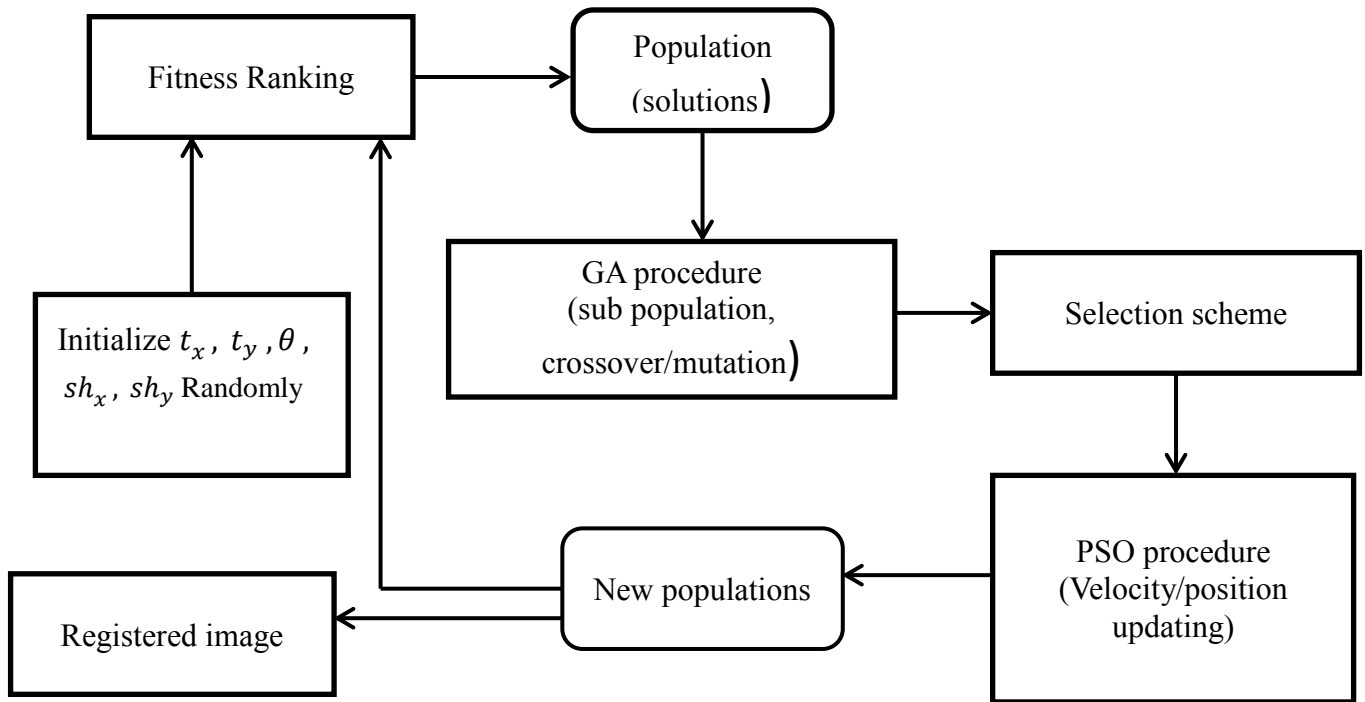 Fitness Ranking
Population
(solutions)
GA procedure
(sub population,
crossover/mutation)
Selection scheme
Initialize t_x , t_y ,θ ,
sh_x , sh_y Randomly
PSO procedure
(Velocity/position
updating)
New populations
Registered image